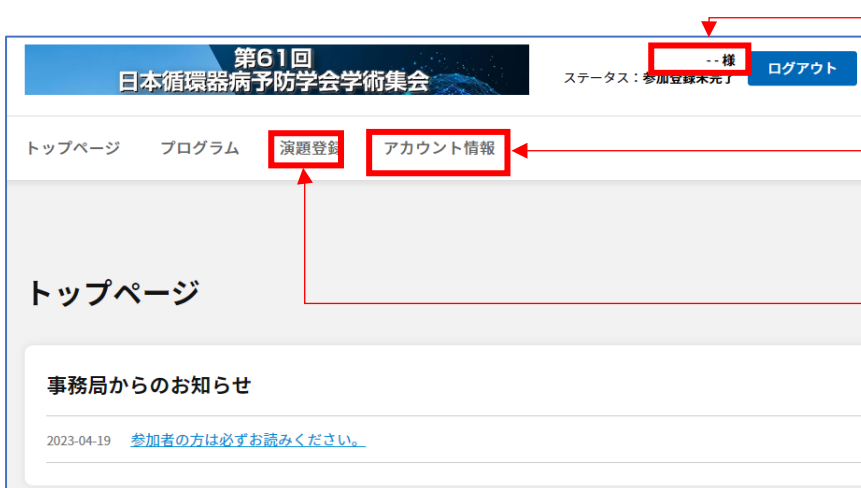 第61回
日本循環器病予防学会学術集会
- - 様
ステータス：参加登録未完了
ログアウト
トップページ プログラム 演題登録 アカウント情報
トップページ
事務局からのお知らせ
2023-04-19 参加者の方は必ずお読みください。